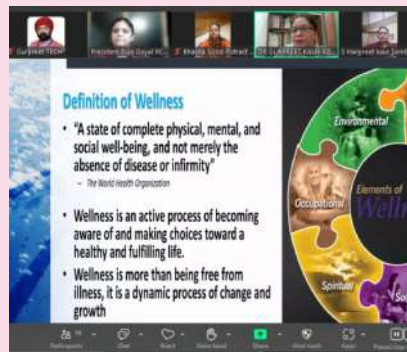 Gurpreet TECH
Definition of Wellness
• "A state of complete physical, mental, and
social well-being, and not merely the
absence of disease or infirmity"
– The World Health Organization
• Wellness is an active process of becoming
aware of and making choices toward a
healthy and fulfilling life.
• Wellness is more than being free from
illness, it is a dynamic process of change and
growth
Environmental
Elements of
Occupational
Spiritual
Participants
Chat
React
Share